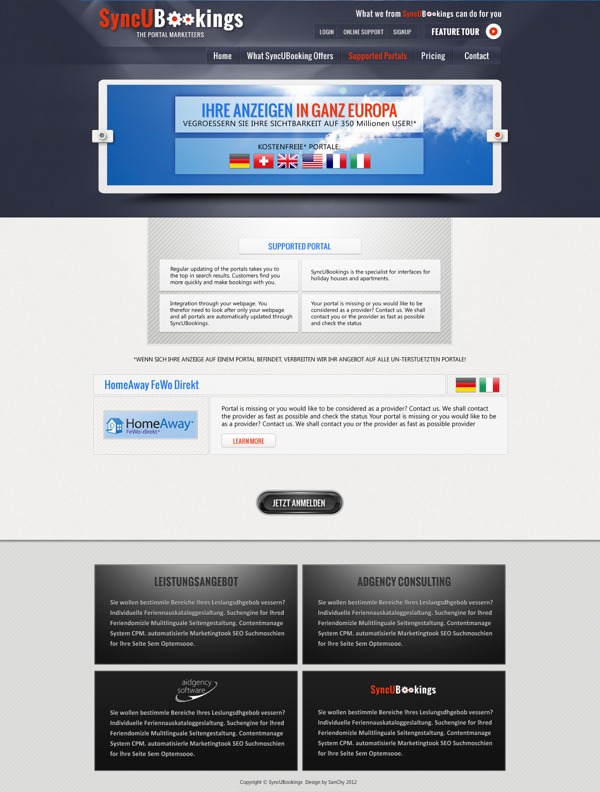 SyncUBookings
THE PORTAL MARKETEERS
What we from SyncUBookings can do for you
LOGIN ONLINE SUPPORT SIGNUP
FEATURE TOUR
Home What SyncUBooking Offers Supported Portals Pricing Contact
IHRE ANZEIGEN IN GANZ EUROPA
VEGROESSERN SIE IHRE SICHTBARKEIT AUF 350 Millionen USER!*
KOSTENFREIE* PORTALE:
SUPPORTED PORTAL
Regular updating of the portals takes you to
the top in search results. Customers find you
more quickly and make bookings with you.
SyncUBookings is the specialist for interfaces for
holiday houses and apartments.
Integration through your webpage. You
therefor need to look after only your webpage
and all portals are automatically updated through
SyncUBookings.
Your portal is missing or you would like to be
considered as a provider? Contact us. We shall
contact you or the provider as fast as possible
and check the status
*WENN SICH IHRE ANZEIGE AUF EINEM PORTAL BEFINDET, VERBREITEN WIR IHR ANGEBOT AUF ALLE UN-TERSTUETZTEN PORTALE!
HomeAway FeWo Direkt
HomeAway
FeWo-direkt
Portal is missing or you would like to be considered as a provider? Contact us. We shall contact
the provider as fast as possible and check the status Your portal is missing or you would like to be
as a provider? Contact us. We shall contact you or the provider as fast as possible provider
LEARN MORE
JETZT ANMELDEN
LEISTUNGSANGEBOT
Sie wollen bestimmle Bereiche Ihres Leslungsdhgebob vessern?
Individuelle Feriennauskataloggeslaltung. Suchengine for Ihred
Feriendomizle Mulitlinguale Seitengestaltung. Contentmanage
System CPM. automatisierle Marketingtook SEO Suchmoschien
for Ihre Seite Sem Optemsooe.
ADGENCY CONSULTING
Sie wollen bestimmle Bereiche Ihres Leslungsdhgebob vessern?
Individuelle Feriennauskataloggeslaltung. Suchengine for Ihred
Feriendomizle Mulitlinguale Seitengestaltung. Contentmanage
System CPM. automatisierle Marketingtook SEO Suchmoschien
for Ihre Seite Sem Optemsooe.
aidgency
software
Sie wollen bestimmle Bereiche Ihres Leslungsdhgebob vessern?
Individuelle Feriennauskataloggeslaltung. Suchengine for Ihred
Feriendomizle Mulitlinguale Seitengestaltung. Contentmanage
System CPM. automatisierle Marketingtook SEO Suchmoschien
for Ihre Seite Sem Optemsooe.
SyncUBookings
Sie wollen bestimmle Bereiche Ihres Leslungsdhgebob vessern?
Individuelle Feriennauskataloggeslaltung. Suchengine for Ihred
Feriendomizle Mulitlinguale Seitengestaltung. Contentmanage
System CPM. automatisierle Marketingtook SEO Suchmoschien
for Ihre Seite Sem Optemsooe.
Copyright © SyncUBookings Design by SanChy 2012